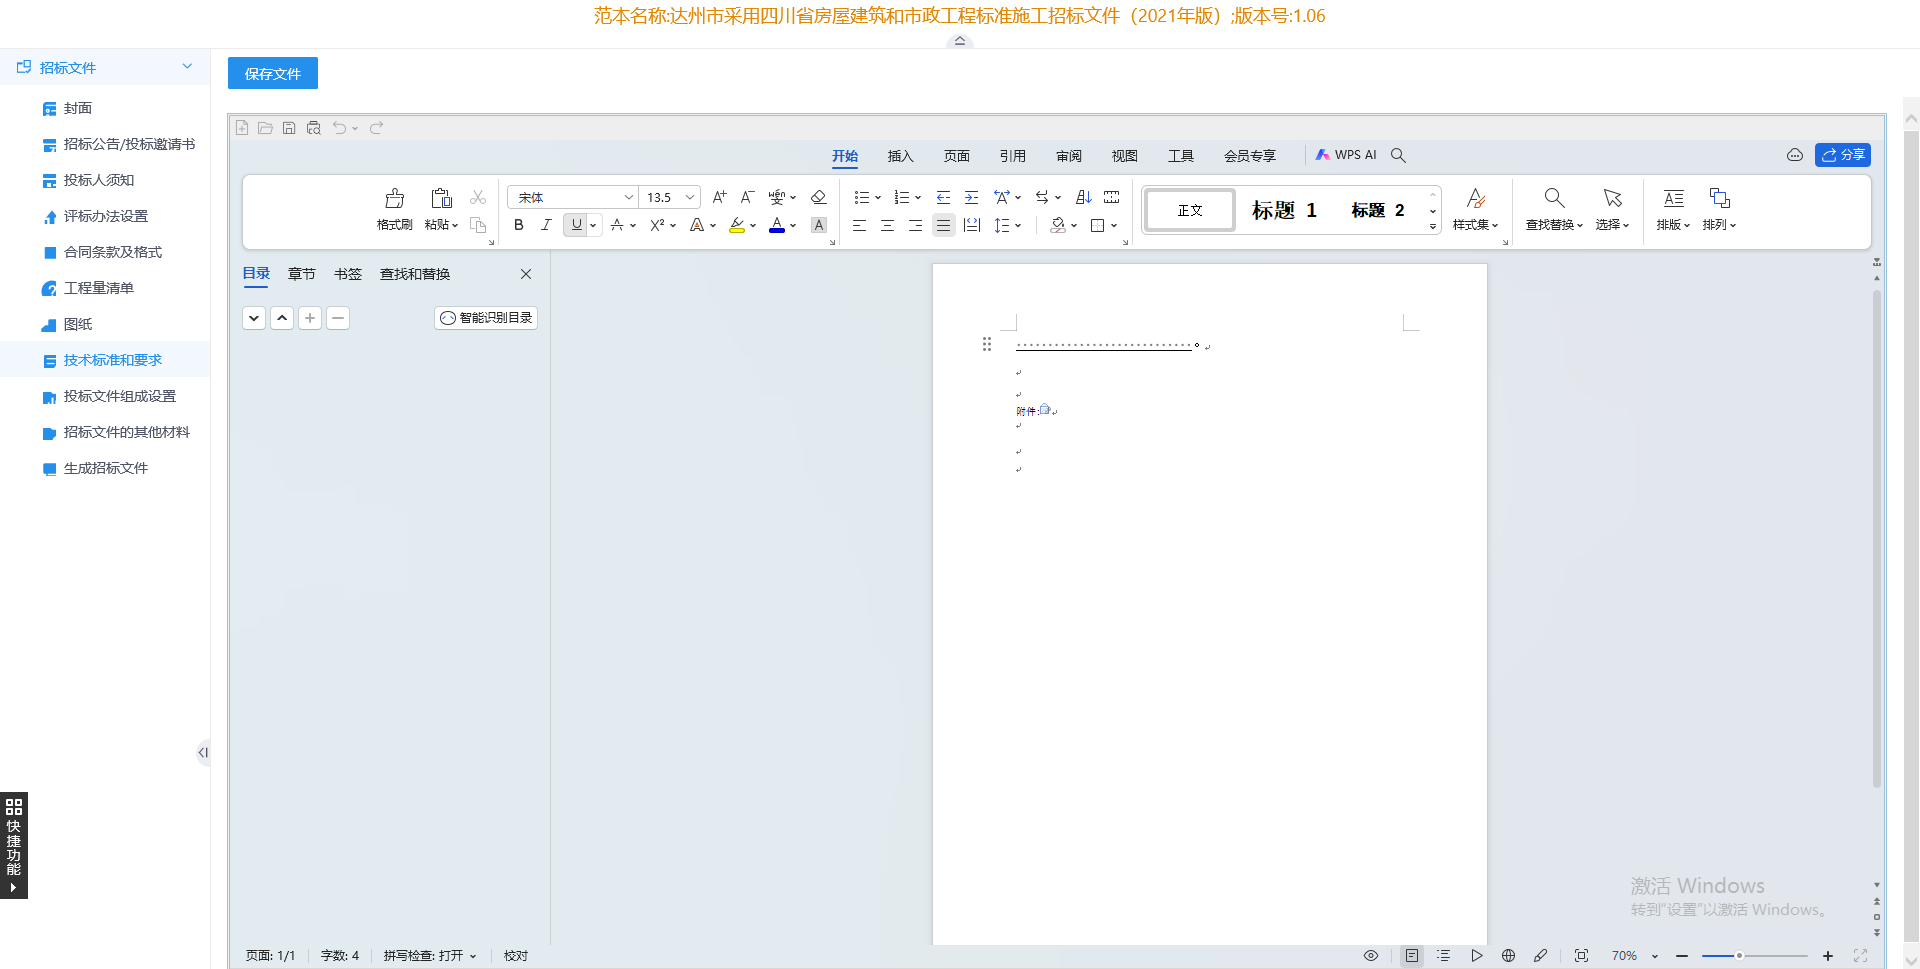 范本名称:达州市采用四川省房屋建筑和市政工程标准施工招标文件（2021年版）;版本号:1.06
招标文件
封面
招标公告/投标邀请书
投标人须知
评标办法设置
合同条款及格式
工程量清单
图纸
技术标准和要求
投标文件组成设置
招标文件的其他材料
生成招标文件
快捷功能
保存文件
开始 插入 页面 引用 审阅 视图 工具 会员专享 WPS AI 分享
格式刷 粘贴 宋体 13.5 正文 标题 1 标题 2 样式集 查找替换 选择 排版 排列
目录 章节 书签 查找和替换
智能识别目录
。
附件:
激活 Windows
转到"设置"以激活 Windows。
页面: 1/1 字数: 4 拼写检查: 打开 校对 70%